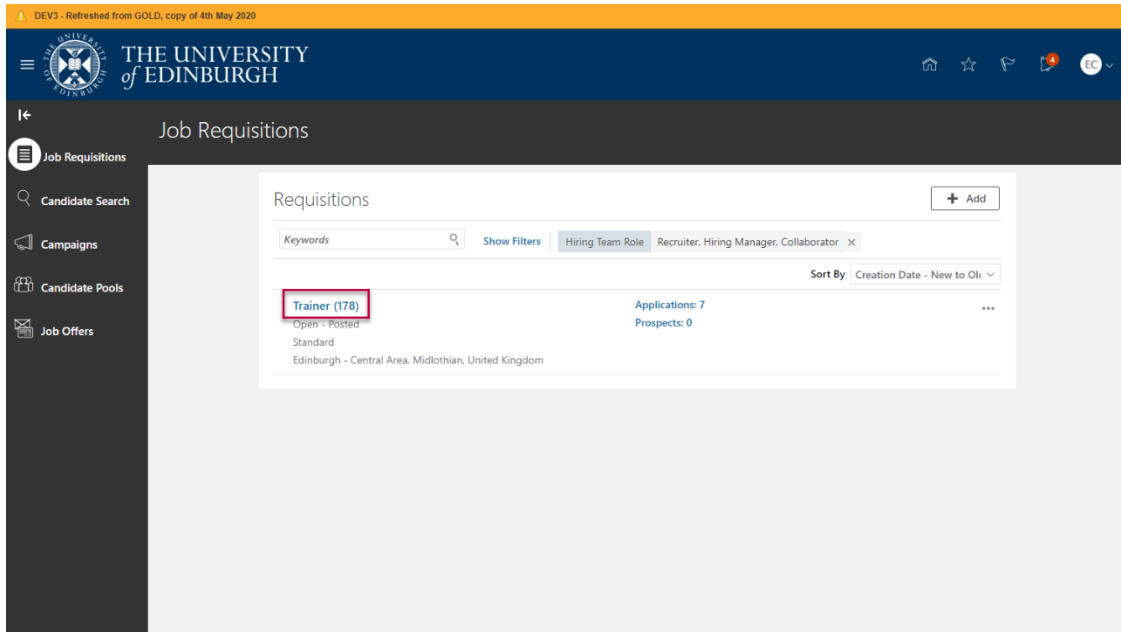 DEV3 - Refreshed from GOLD, copy of 4th May 2020
THE UNIVERSITY
of EDINBURGH
4
EC
Job Requisitions
Job Requisitions
Candidate Search
Campaigns
Candidate Pools
Job Offers
Requisitions
+ Add
Keywords
Show Filters
Hiring Team Role Recruiter, Hiring Manager, Collaborator ×
Sort By Creation Date - New to Ol
Trainer (178)
Applications: 7
Open - Posted
Prospects: 0
Standard
Edinburgh - Central Area, Midlothian, United Kingdom